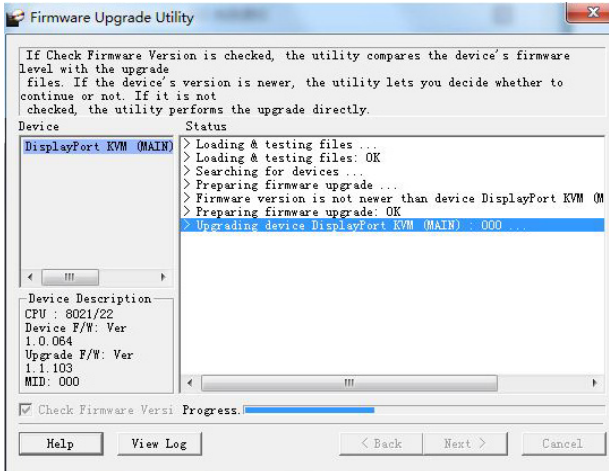 Firmware Upgrade Utility
If Check Firmware Version is checked, the utility compares the device's firmware
level with the upgrade
files. If the device's version is newer, the utility lets you decide whether to
continue or not. If it is not
checked, the utility performs the upgrade directly.
Device
Status
DisplayPort KVM (MAIN)
> Loading & testing files ...
> Loading & testing files: OK
> Searching for devices ...
> Preparing firmware upgrade ...
> Firmware version is not newer than device DisplayPort KVM (M
> Preparing firmware upgrade: OK
> Upgrading device DisplayPort KVM (MAIN) : 000 ...
Device Description
CPU : 8021/22
Device F/W: Ver
1.0.064
Upgrade F/W: Ver
1.1.103
MID: 000
Check Firmware Versi
Progress.
Help
View Log
< Back
Next >
Cancel